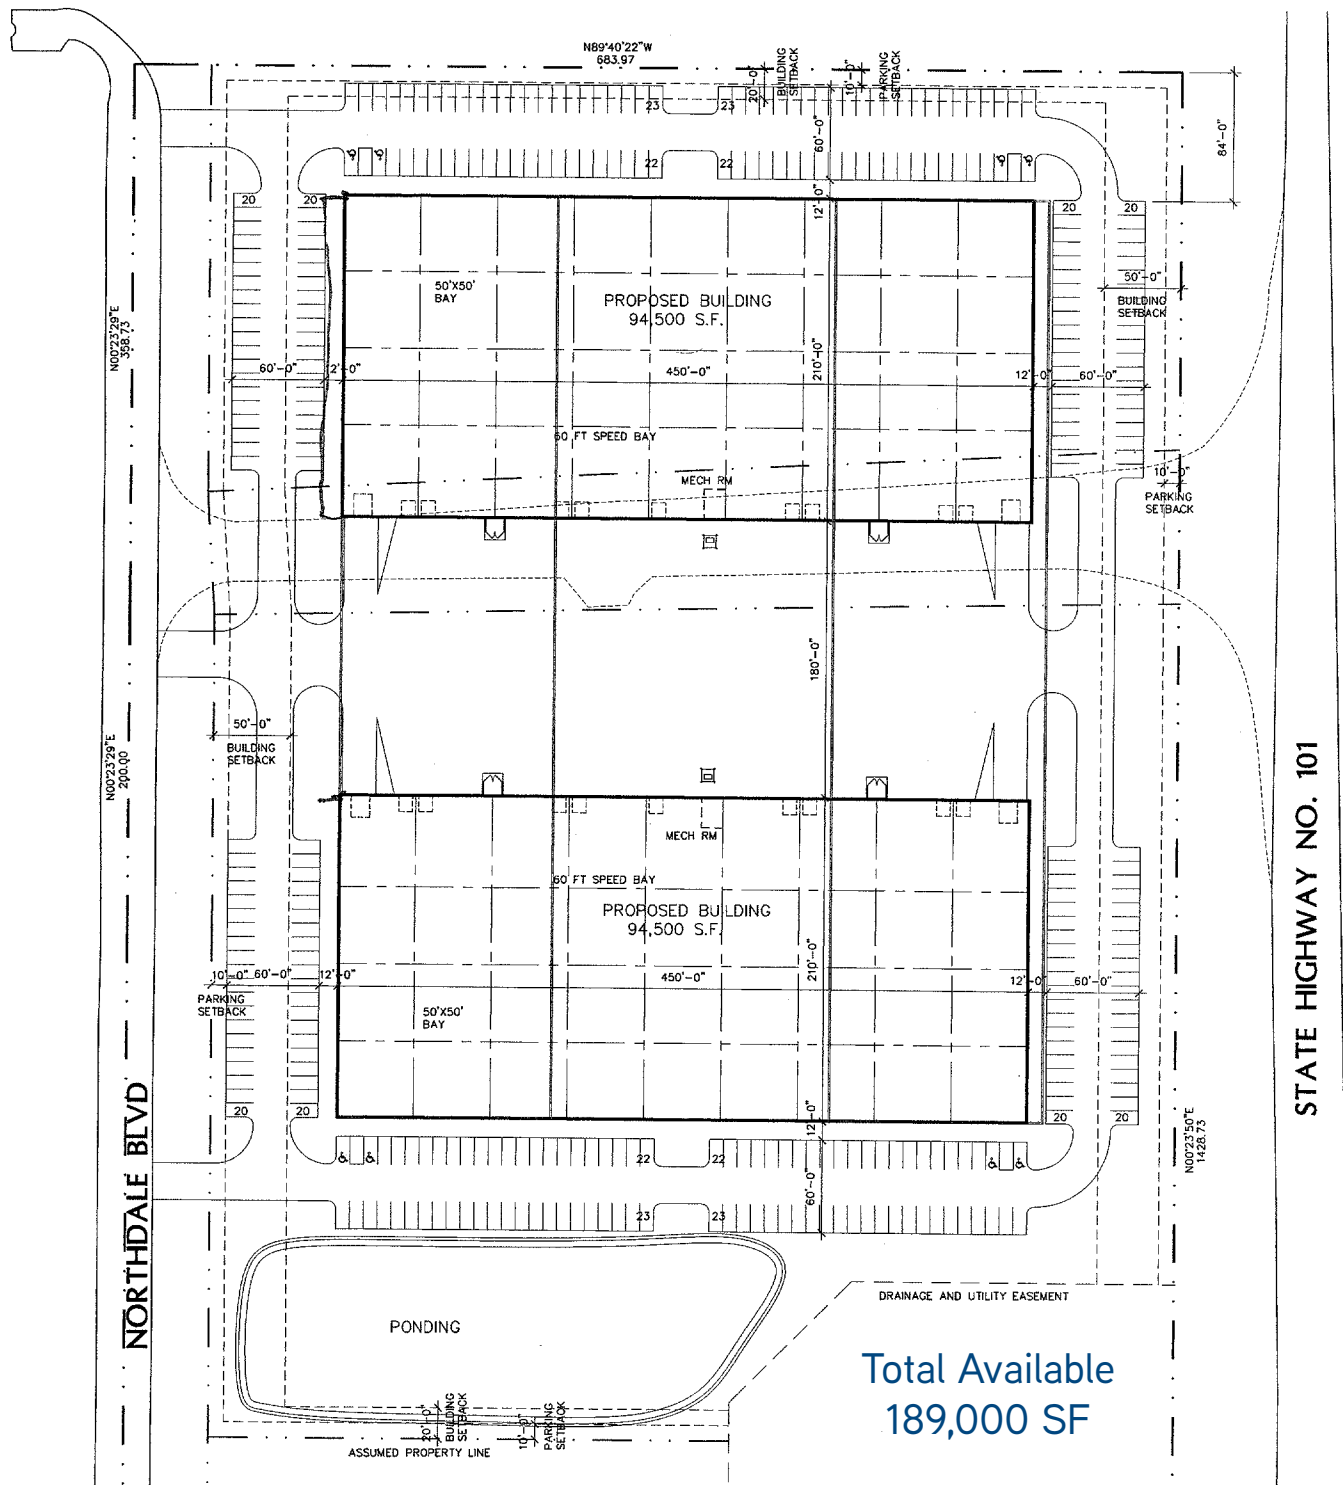 N89°40'22"W
683.97
20'-0"
BUILDING
SETBACK
10'-0"
PARKING
SETBACK
23
23
60'-0"
84'-0"
22
22
12'-0"
20
20
20
20
50'X50'
BAY
PROPOSED BUILDING
94,500 S.F.
50'-0"
BUILDING
SETBACK
N00°23'29"E
358.73
60'-0"
2'-0"
450'-0"
210'-0"
12'-0"
60'-0"
60 FT SPEED BAY
MECH RM
10'-0"
PARKING
SETBACK
180'-0"
50'-0"
BUILDING
SETBACK
N00°23'29"E
200.00
STATE HIGHWAY NO. 101
MECH RM
60 FT SPEED BAY
PROPOSED BUILDING
94,500 S.F.
10'-0"
60'-0"
12'-0"
450'-0"
210'-0"
12'-0"
60'-0"
PARKING
SETBACK
50'X50'
BAY
20
20
20
20
12'-0"
N00°23'50"E
1428.73
NORTHDALE BLVD
22
22
60'-0"
23
23
DRAINAGE AND UTILITY EASEMENT
PONDING
Total Available
189,000 SF
20'-0"
BUILDING
SETBACK
10'-0"
PARKING
SETBACK
ASSUMED PROPERTY LINE